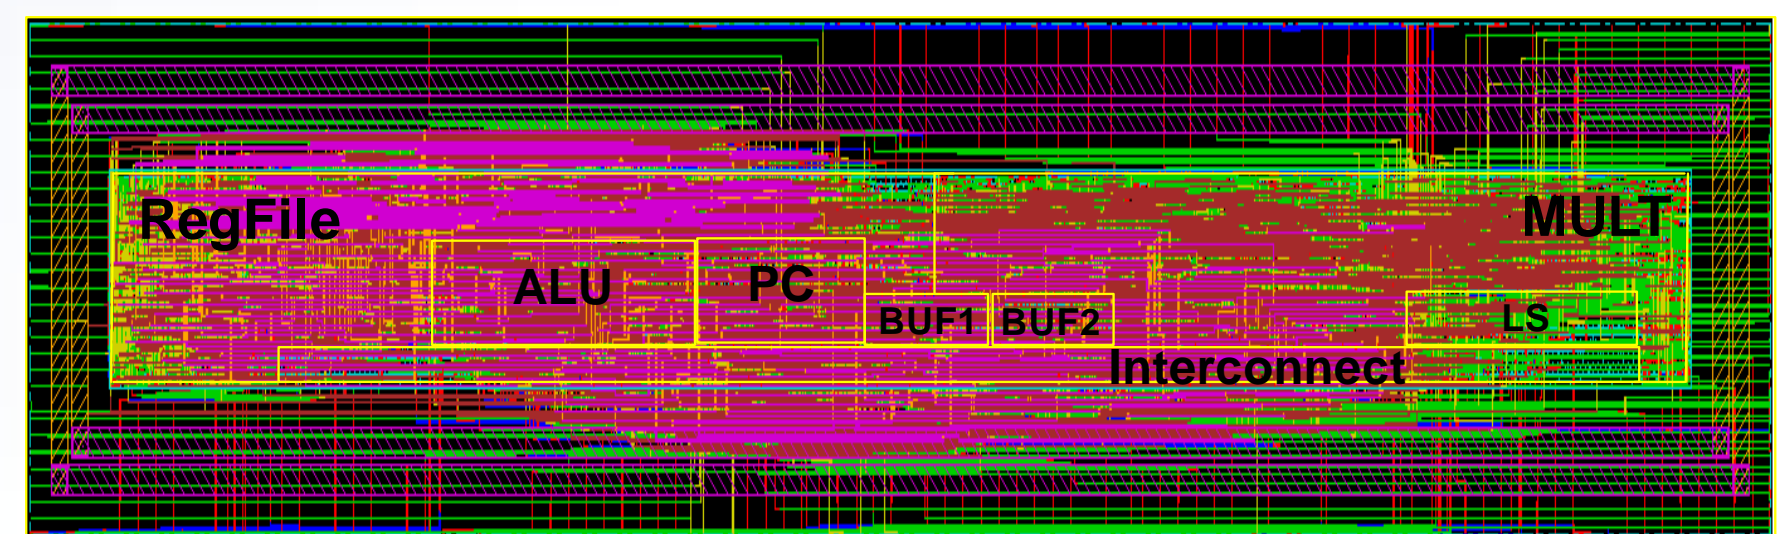 RegFile
MULT
ALU
PC
BUF1
BUF2
LS
Interconnect